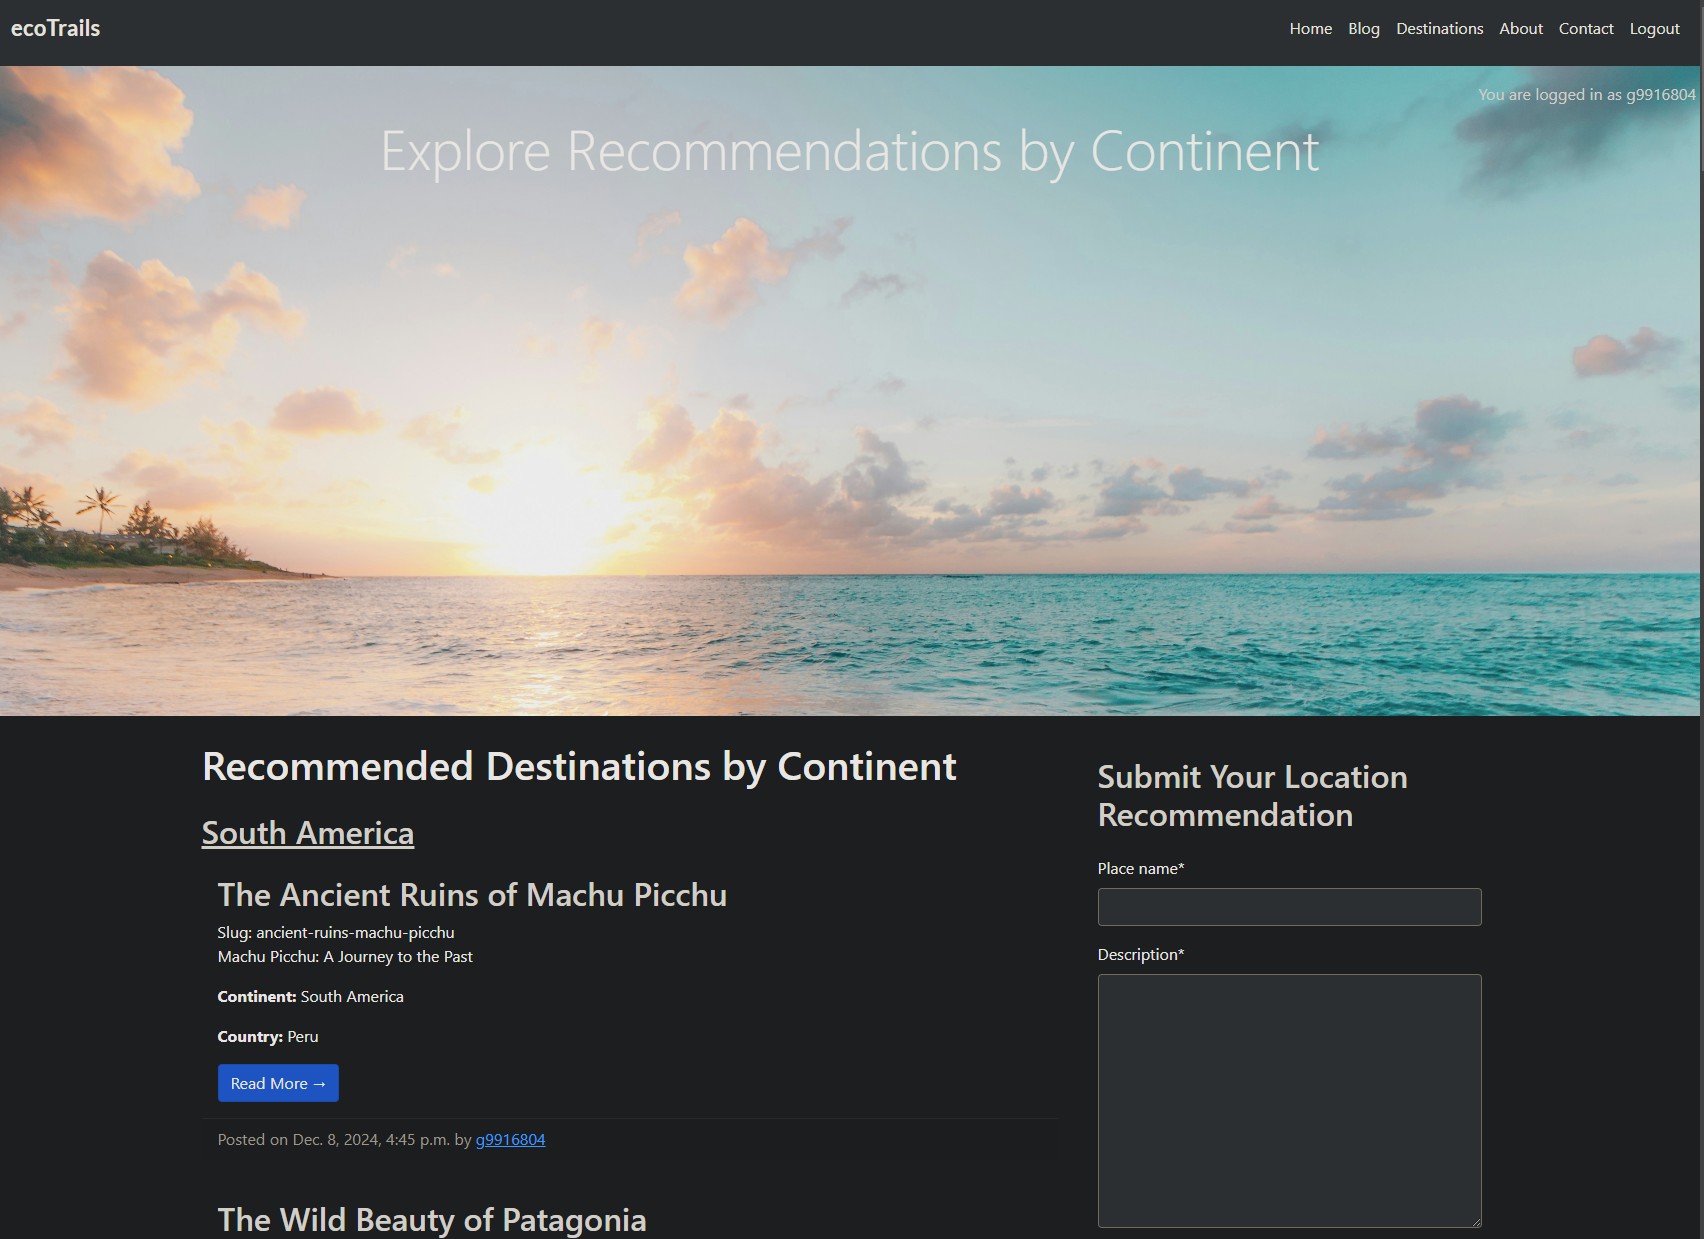 ecoTrails
Home Blog Destinations About Contact Logout
You are logged in as g9916804
Explore Recommendations by Continent
Recommended Destinations by Continent
South America
The Ancient Ruins of Machu Picchu
Slug: ancient-ruins-machu-picchu
Machu Picchu: A Journey to the Past
Continent: South America
Country: Peru
Read More →
Posted on Dec. 8, 2024, 4:45 p.m. by g9916804
The Wild Beauty of Patagonia
Submit Your Location
Recommendation
Place name*
Description*